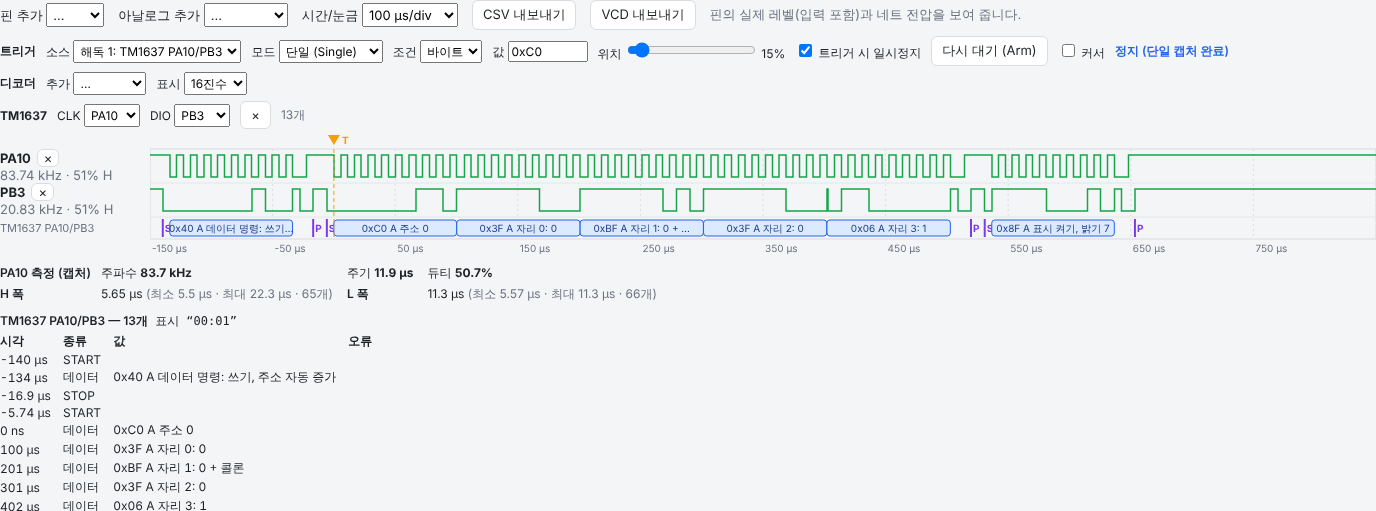 핀 추가 ... 아날로그 추가 ... 시간/눈금 100 µs/div CSV 내보내기 VCD 내보내기 핀의 실제 레벨(입력 포함)과 네트 전압을 보여 줍니다.
트리거 소스 해독 1: TM1637 PA10/PB3 모드 단일 (Single) 조건 바이트 값 0xC0 위치 15% 트리거 시 일시정지 다시 대기 (Arm) 커서 정지 (단일 캡처 완료)
디코더 추가 ... 표시 16진수
TM1637 CLK PA10 DIO PB3 × 13개
T
PA10 ×
83.74 kHz · 51% H
PB3 ×
20.83 kHz · 51% H
TM1637 PA10/PB3 S 0x40 A 데이터 명령: 쓰기... P S 0xC0 A 주소 0 0x3F A 자리 0: 0 0xBF A 자리 1: 0 + ... 0x3F A 자리 2: 0 0x06 A 자리 3: 1 P S 0x8F A 표시 켜기, 밝기 7 P
-150 µs -50 µs 50 µs 150 µs 250 µs 350 µs 450 µs 550 µs 650 µs 750 µs
PA10 측정 (캡처) 주파수 83.7 kHz 주기 11.9 µs 듀티 50.7%
H 폭 5.65 µs (최소 5.5 µs · 최대 22.3 µs · 65개) L 폭 11.3 µs (최소 5.57 µs · 최대 11.3 µs · 66개)
TM1637 PA10/PB3 — 13개 표시 “00:01”
시각 종류 값 오류
-140 µs START
-134 µs 데이터 0x40 A 데이터 명령: 쓰기, 주소 자동 증가
-16.9 µs STOP
-5.74 µs START
0 ns 데이터 0xC0 A 주소 0
100 µs 데이터 0x3F A 자리 0: 0
201 µs 데이터 0xBF A 자리 1: 0 + 콜론
301 µs 데이터 0x3F A 자리 2: 0
402 µs 데이터 0x06 A 자리 3: 1